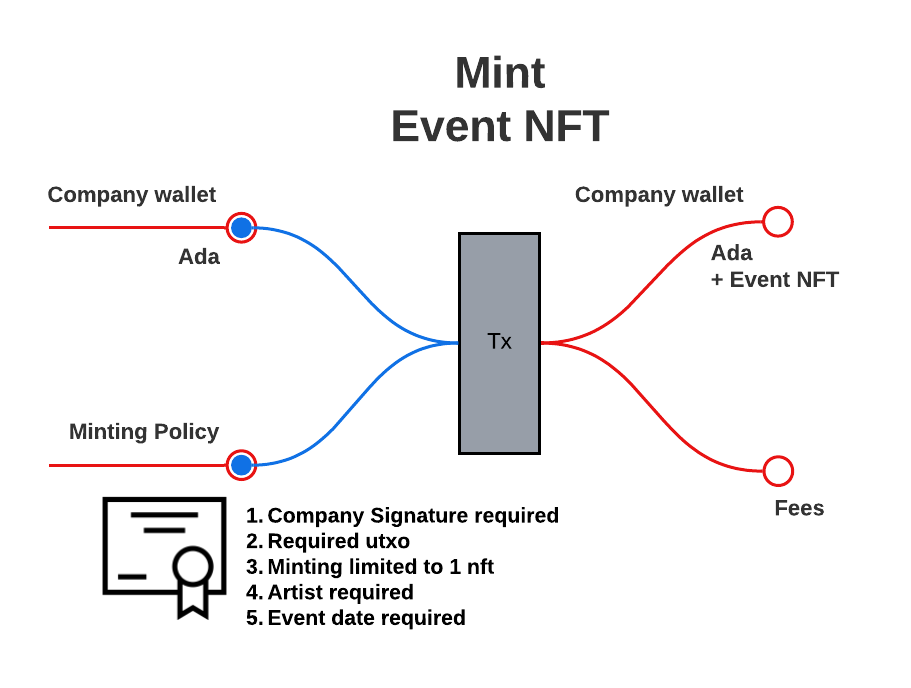 Mint
Event NFT
Company wallet
Ada
Company wallet
Ada
+ Event NFT
Tx
Minting Policy
Fees
1. Company Signature required
2. Required utxo
3. Minting limited to 1 nft
4. Artist required
5. Event date required